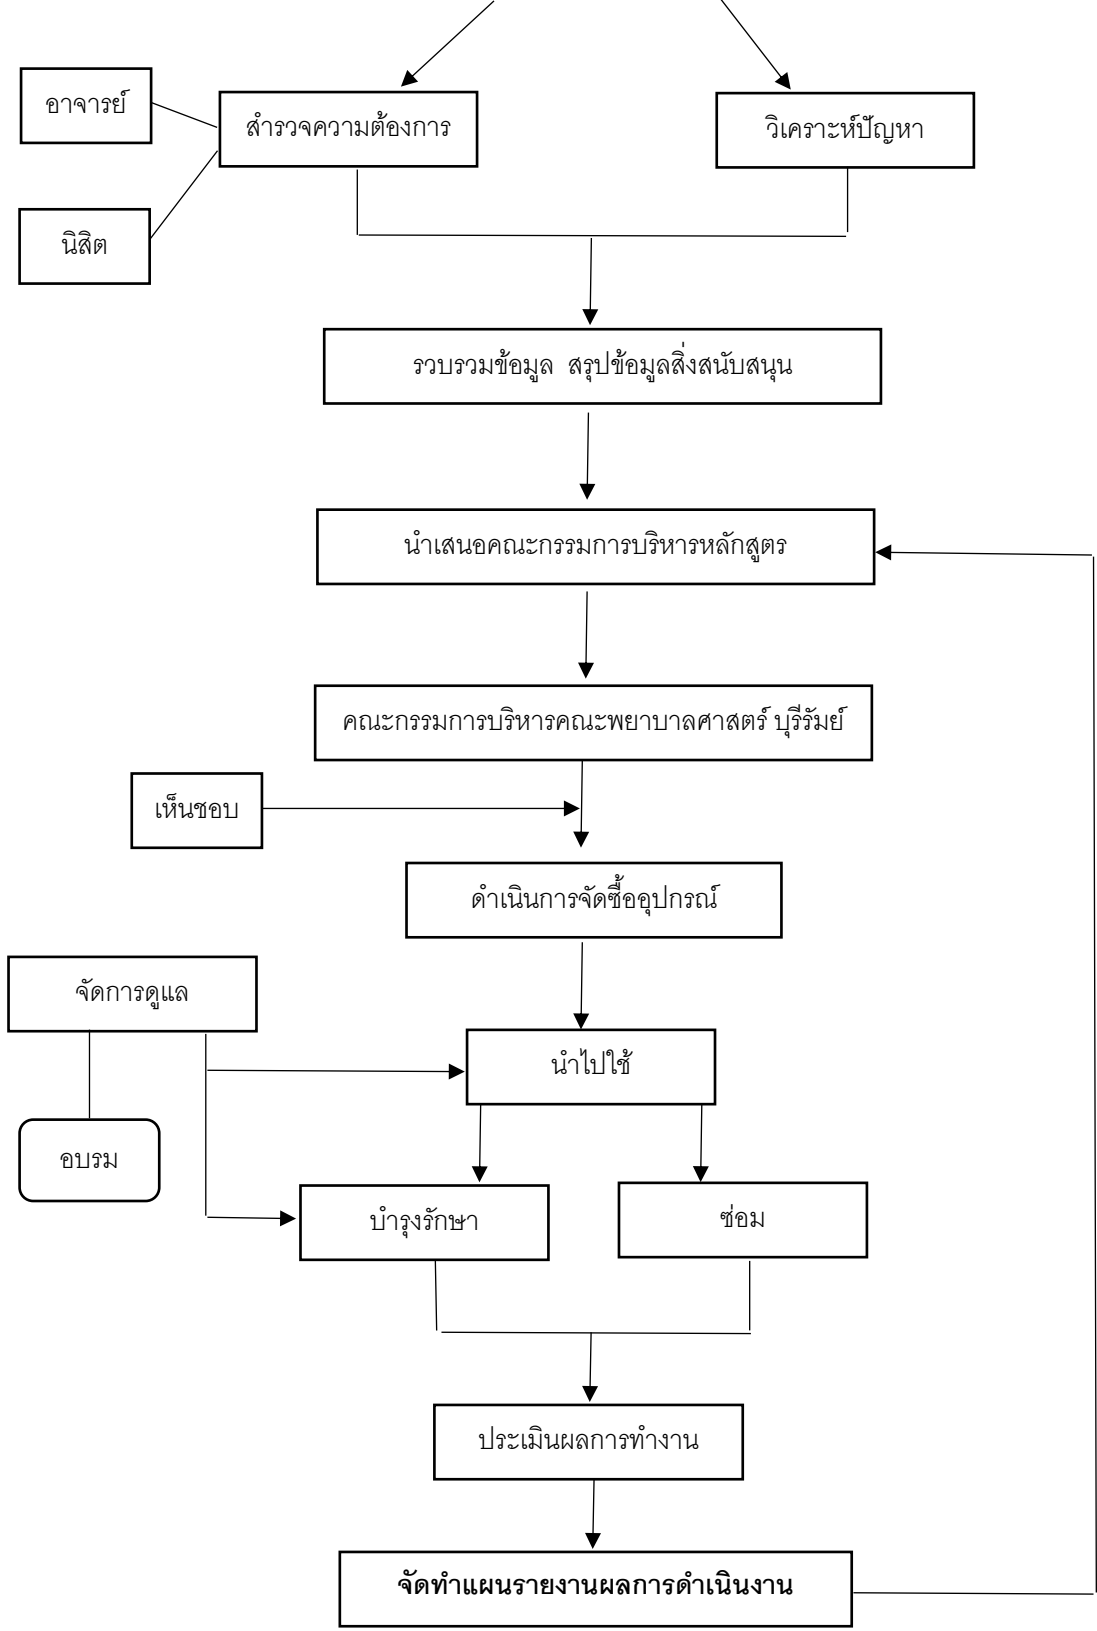 อาจารย์
สำรวจความต้องการ
วิเคราะห์ปัญหา
นิสิต
รวบรวมข้อมูล สรุปข้อมูลสิ่งสนับสนุน
นำเสนอคณะกรรมการบริหารหลักสูตร
คณะกรรมการบริหารคณะพยาบาลศาสตร์ บุรีรัมย์
เห็นชอบ
ดำเนินการจัดซื้ออุปกรณ์
จัดการดูแล
นำไปใช้
อบรม
บำรุงรักษา
ซ่อม
ประเมินผลการทำงาน
จัดทำแผนรายงานผลการดำเนินงาน